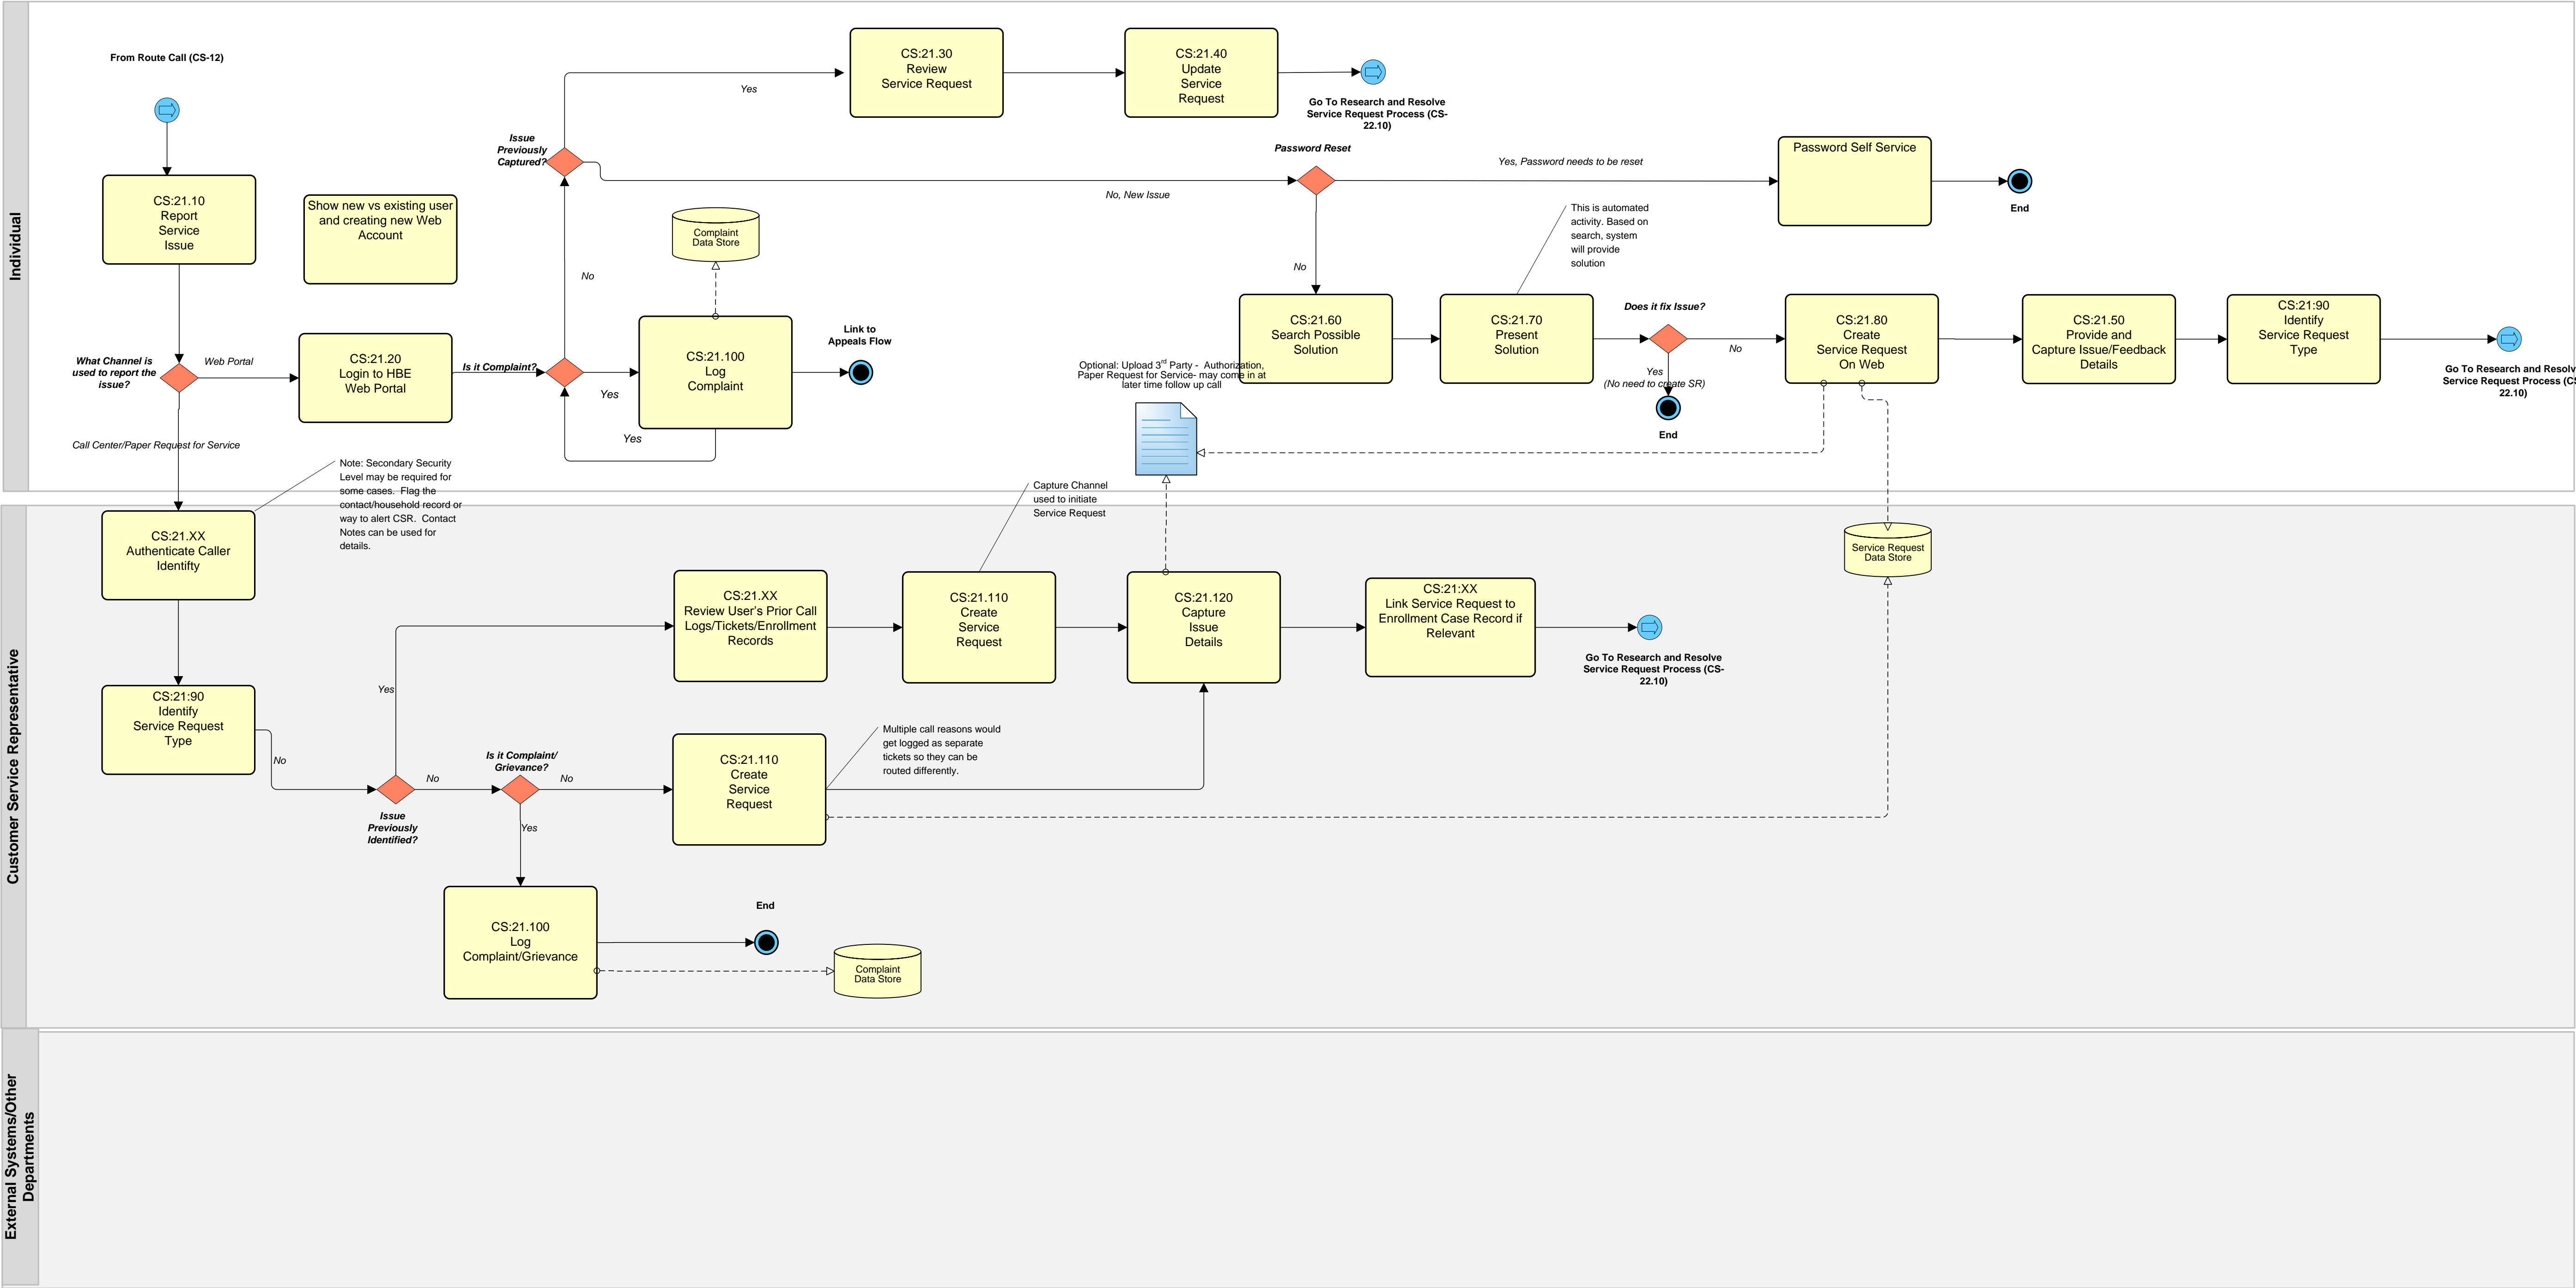 Individual
From Route Call (CS-12)
CS:21.10
Report
Service
Issue
Show new vs existing user
and creating new Web
Account
What Channel is
used to report the
issue?
Web Portal
CS:21.20
Login to HBE
Web Portal
Is it Complaint?
Issue
Previously
Captured?
Yes
No
CS:21.30
Review
Service Request
CS:21.40
Update
Service
Request
Go To Research and Resolve
Service Request Process (CS-
22.10)
Complaint
Data Store
CS:21.100
Log
Complaint
Yes
Yes
Link to
Appeals Flow
No, New Issue
Password Reset
Yes, Password needs to be reset
Password Self Service
End
No
This is automated
activity. Based on
search, system
will provide
solution
CS:21.60
Search Possible
Solution
CS:21.70
Present
Solution
Does it fix Issue?
No
Yes
(No need to create SR)
End
CS:21.80
Create
Service Request
On Web
CS:21.50
Provide and
Capture Issue/Feedback
Details
CS:21:90
Identify
Service Request
Type
Go To Research and Resolv
Service Request Process (CS
22.10)
Optional: Upload 3rd Party - Authorization,
Paper Request for Service- may come in at
later time follow up call
Call Center/Paper Request for Service
Note: Secondary Security
Level may be required for
some cases. Flag the
contact/household record or
way to alert CSR. Contact
Notes can be used for
details.
Capture Channel
used to initiate
Service Request
Customer Service Representative
CS:21.XX
Authenticate Caller
Identifty
CS:21:90
Identify
Service Request
Type
No
Issue
Previously
Identified?
Yes
No
Is it Complaint/
Grievance?
No
Yes
CS:21.XX
Review User's Prior Call
Logs/Tickets/Enrollment
Records
CS:21.110
Create
Service
Request
CS:21.120
Capture
Issue
Details
CS:21:XX
Link Service Request to
Enrollment Case Record if
Relevant
Go To Research and Resolve
Service Request Process (CS-
22.10)
Service Request
Data Store
CS:21.110
Create
Service
Request
Multiple call reasons would
get logged as separate
tickets so they can be
routed differently.
CS:21.100
Log
Complaint/Grievance
End
Complaint
Data Store
External Systems/Other
Departments